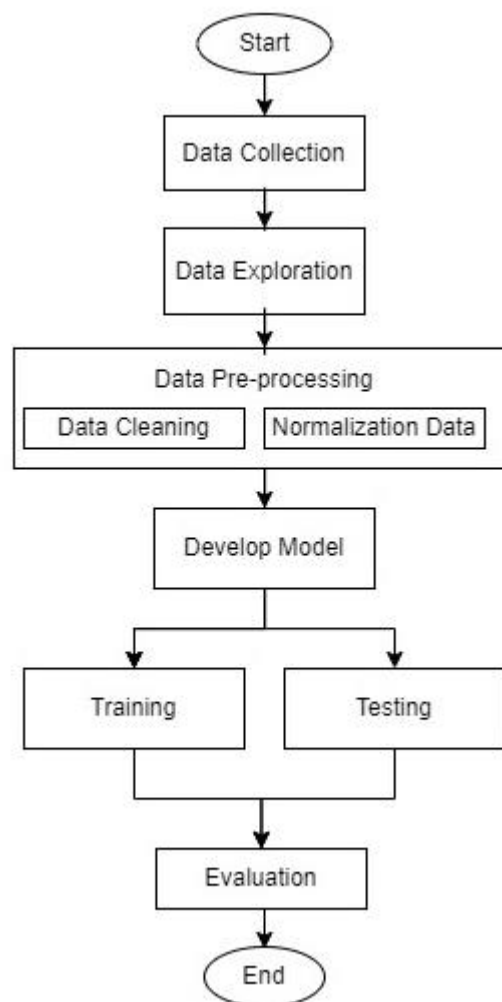 Start
Data Collection
Data Exploration
Data Pre-processing
Data Cleaning
Normalization Data
Develop Model
Training
Testing
Evaluation
End